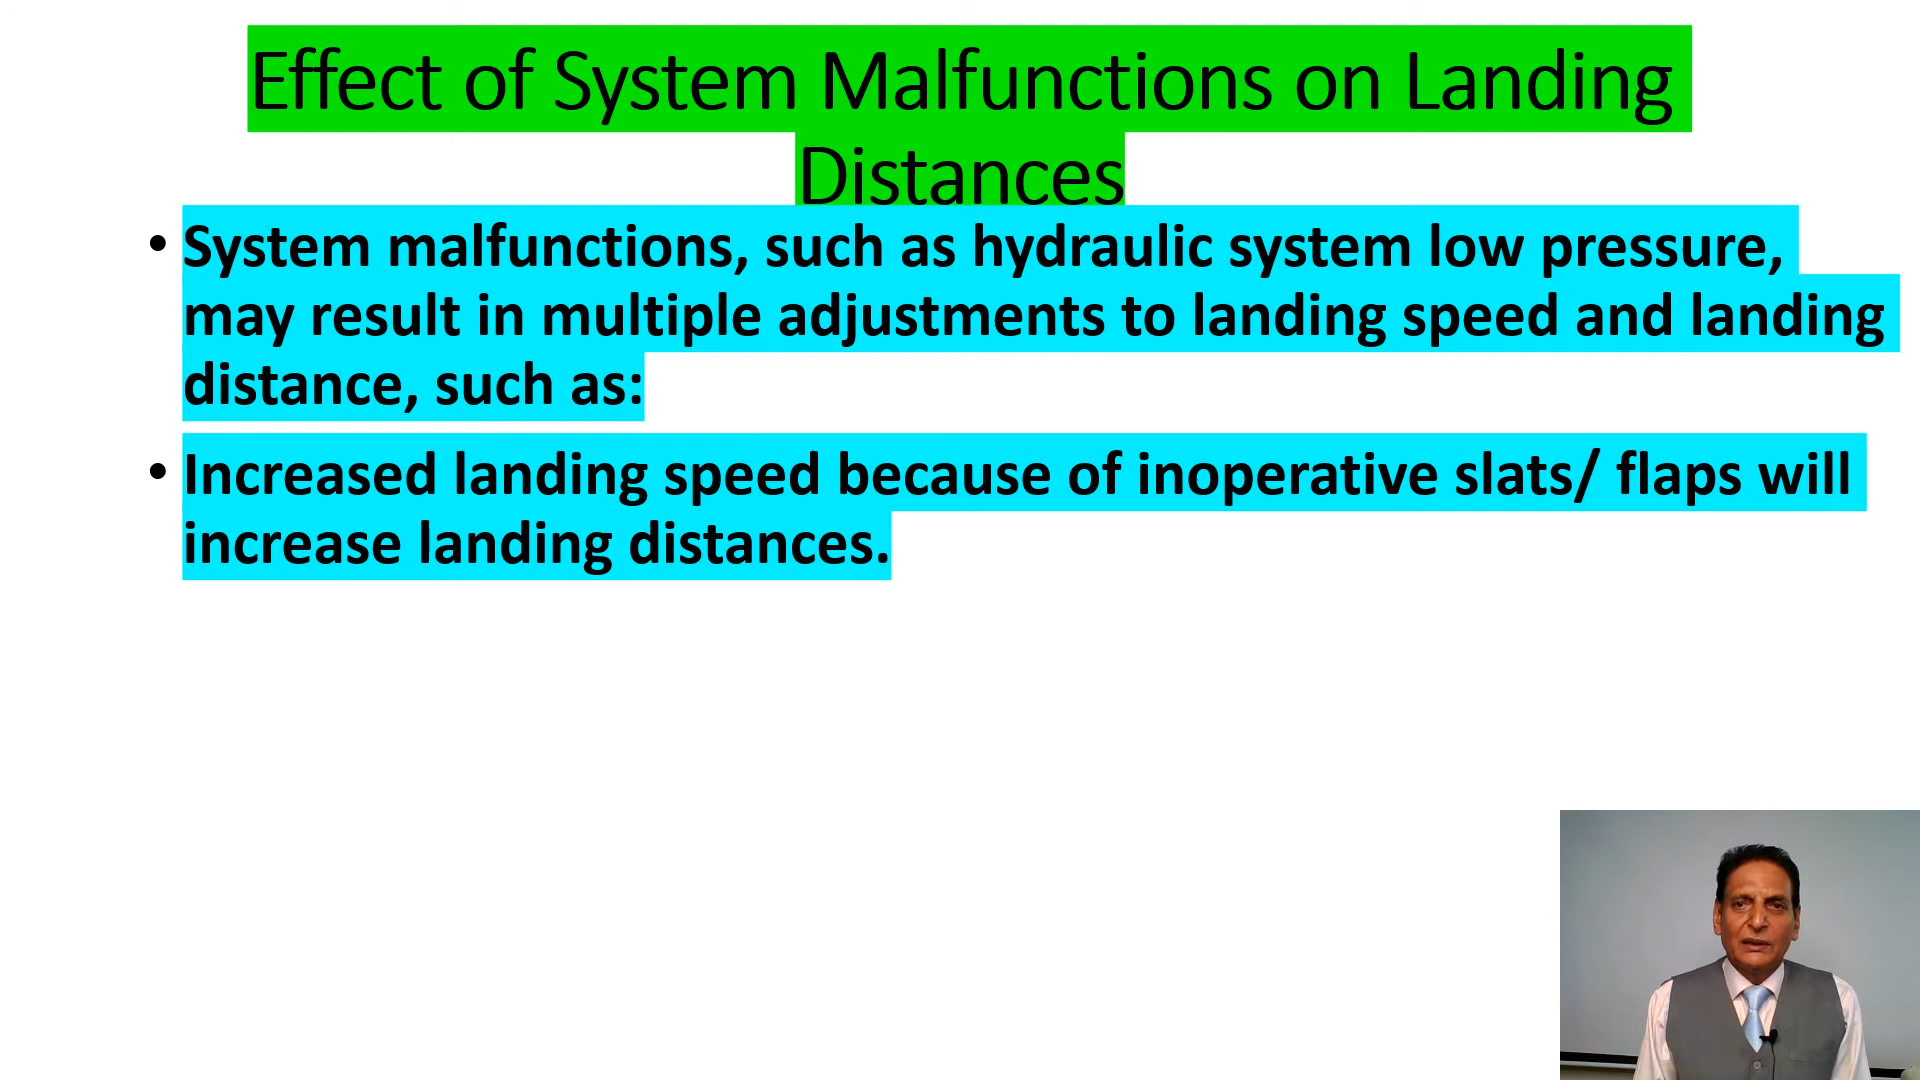 Effect of System Malfunctions on Landing
Distances
• System malfunctions, such as hydraulic system low pressure,
may result in multiple adjustments to landing speed and landing
distance, such as:
• Increased landing speed because of inoperative slats/ flaps will
increase landing distances.